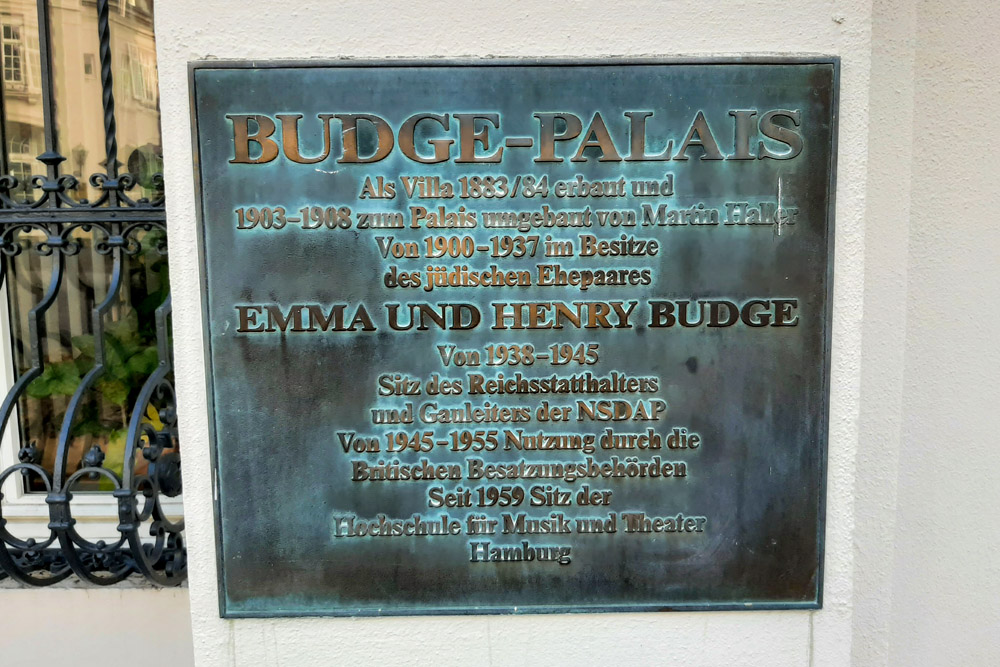 BUDGE-PALAIS
Als Villa 1883/84 erbaut und
1903-1908 zum Palais umgebaut von Martin Haller
Von 1900-1937 im Besitze
des jüdischen Ehepaares
EMMA UND HENRY BUDGE
Von 1938-1945
Sitz des Reichsstatthalters
und Gauleiters der NSDAP
Von 1945-1955 Nutzung durch die
Britischen Besatzungsbehörden
Seit 1959 Sitz der
Hochschule für Musik und Theater
Hamburg